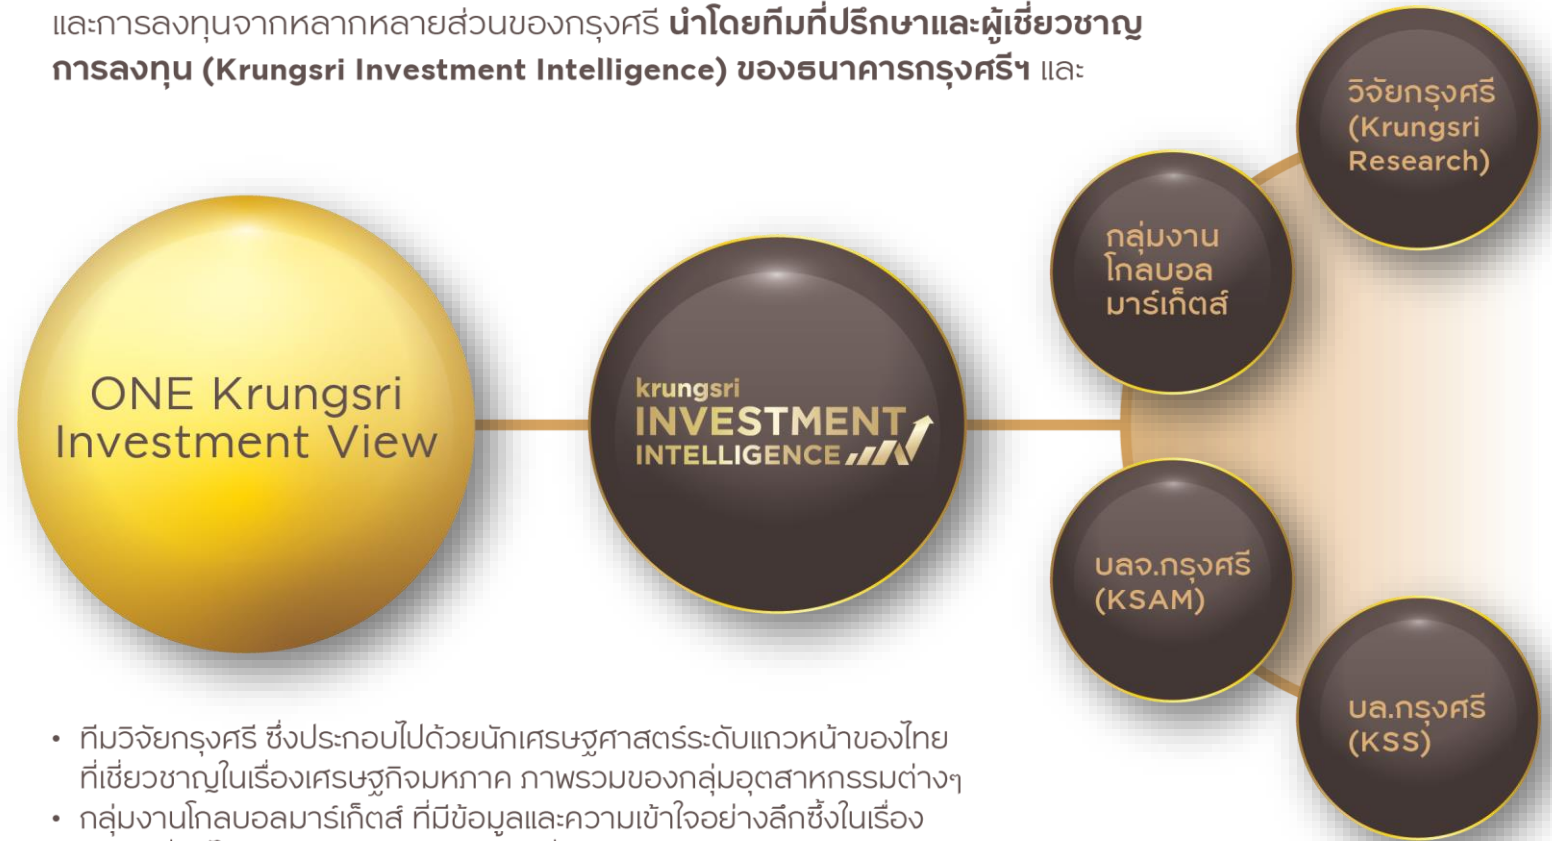 และการลงทุนจากหลากหลายส่วนของกรุงศรี นำโดยทีมที่ปรึกษาและผู้เชี่ยวชาญ
การลงทุน (Krungsri Investment Intelligence) ของธนาคารกรุงศรีฯ และ
วิจัยกรุงศรี
(Krungsri
Research)
กลุ่มงาน
โกลบอล
มาร์เก็ตส์
ONE Krungsri
Investment View
krungsri
INVESTMENT
INTELLIGENCE
บลจ.กรุงศรี
(KSAM)
บล.กรุงศรี
(KSS)
• ทีมวิจัยกรุงศรี ซึ่งประกอบไปด้วยนักเศรษฐศาสตร์ระดับแถวหน้าของไทย
ที่เชี่ยวชาญในเรื่องเศรษฐกิจมหภาค ภาพรวมของกลุ่มอุตสาหกรรมต่างๆ
• กลุ่มงานโกลบอลมาร์เก็ตส์ ที่มีข้อมูลและความเข้าใจอย่างลึกซึ้งในเรื่อง